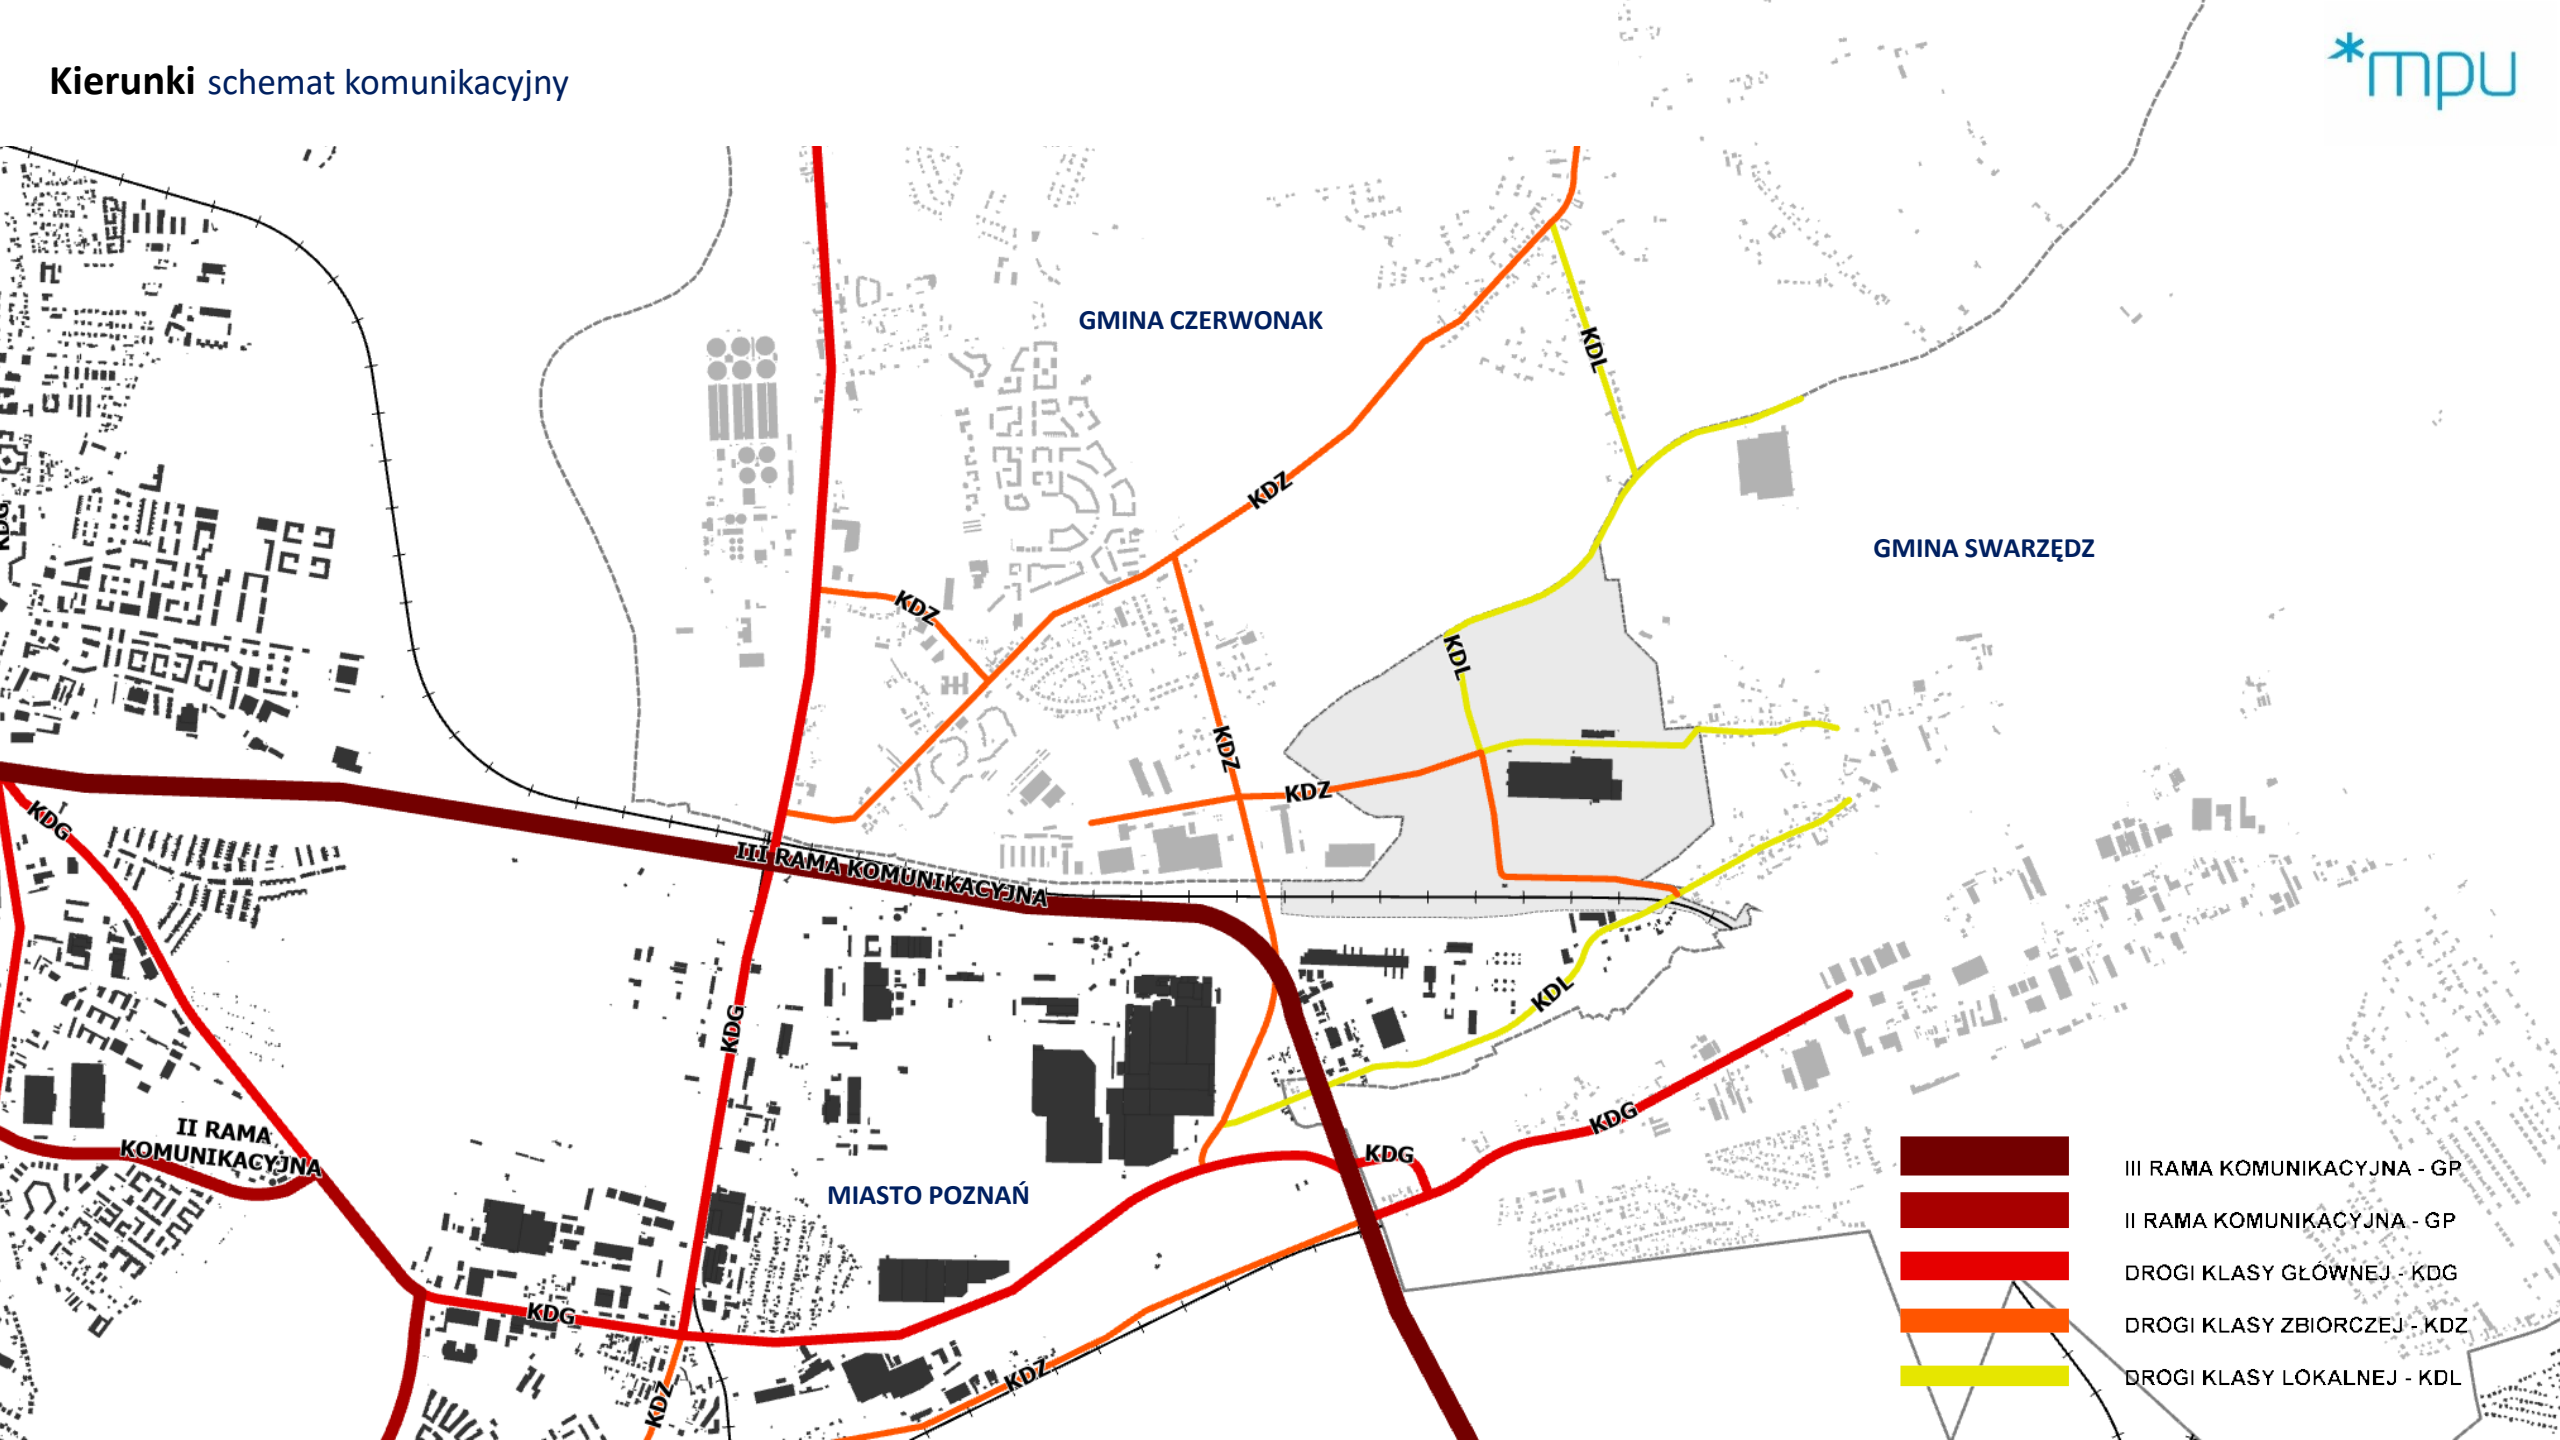 Kierunki schemat komunikacyjny
*mpu
GMINA CZERWONAK
KDL
KDZ
KDG
GMINA SWARZĘDZ
KDZ
KDL
KDZ
KDZ
KDG
III RAMA KOMUNIKACYJNA
KDL
KDG
II RAMA
KOMUNIKACYJNA
KDG
KDG
MIASTO POZNAŃ
KDG
KDZ
KDZ
III RAMA KOMUNIKACYJNA - GP
II RAMA KOMUNIKACYJNA - GP
DROGI KLASY GŁÓWNEJ - KDG
DROGI KLASY ZBIORCZEJ - KDZ
DROGI KLASY LOKALNEJ - KDL